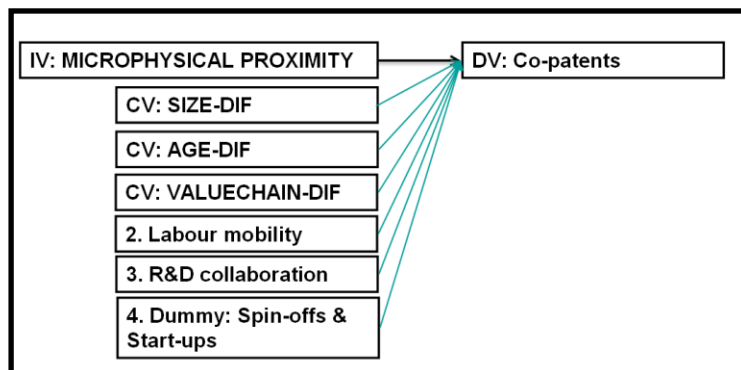 IV: MICROPHYSICAL PROXIMITY
DV: Co-patents
CV: SIZE-DIF
CV: AGE-DIF
CV: VALUECHAIN-DIF
2. Labour mobility
3. R&D collaboration
4. Dummy: Spin-offs &
Start-ups